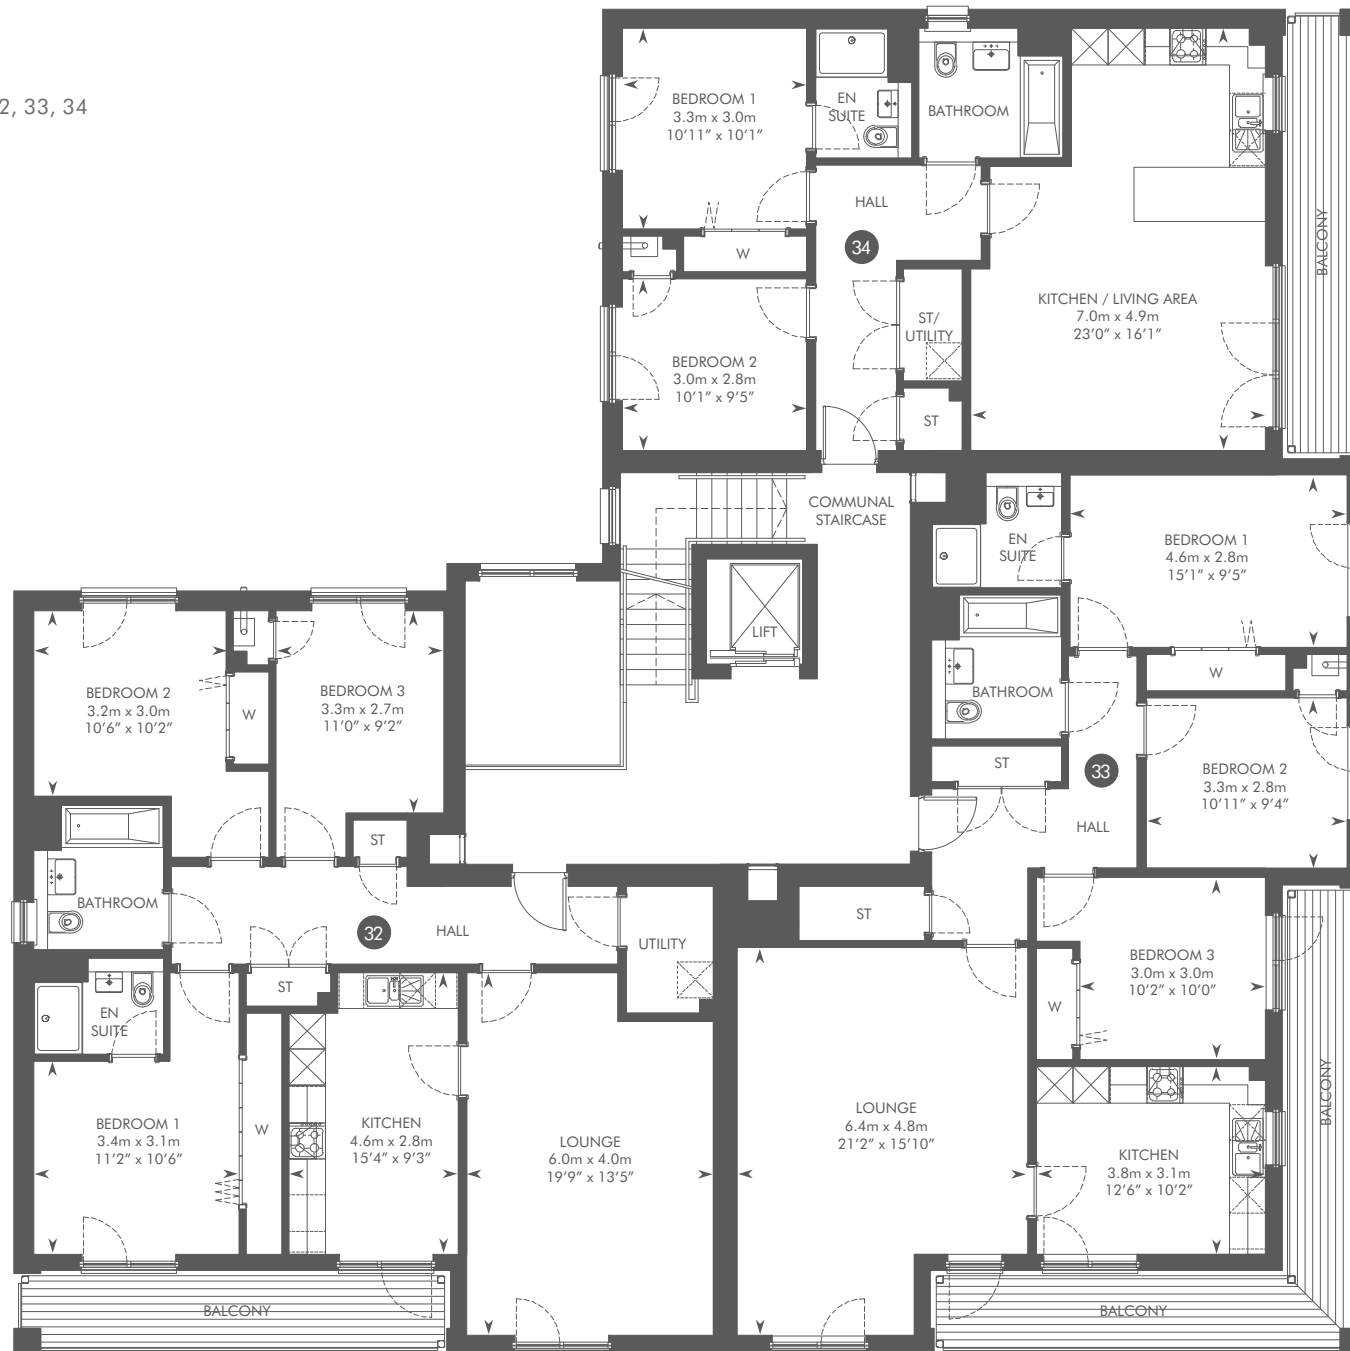 2, 33, 34
BEDROOM 1
3.3m x 3.0m
10'11" x 10'1"
EN
SUITE
BATHROOM
HALL
34
W
KITCHEN / LIVING AREA
7.0m x 4.9m
23'0" x 16'1"
BALCONY
ST/
UTILITY
BEDROOM 2
3.0m x 2.8m
10'1" x 9'5"
ST
COMMUNAL
STAIRCASE
LIFT
EN
SUITE
BEDROOM 1
4.6m x 2.8m
15'1" x 9'5"
W
BATHROOM
ST
33
HALL
BEDROOM 2
3.3m x 2.8m
10'11" x 9'4"
BEDROOM 2
3.2m x 3.0m
10'6" x 10'2"
W
BEDROOM 3
3.3m x 2.7m
11'0" x 9'2"
ST
BATHROOM
32
HALL
UTILITY
ST
EN
SUITE
BEDROOM 1
3.4m x 3.1m
11'2" x 10'6"
W
KITCHEN
4.6m x 2.8m
15'4" x 9'3"
LOUNGE
6.0m x 4.0m
19'9" x 13'5"
BALCONY
ST
LOUNGE
6.4m x 4.8m
21'2" x 15'10"
W
BEDROOM 3
3.0m x 3.0m
10'2" x 10'0"
KITCHEN
3.8m x 3.1m
12'6" x 10'2"
BALCONY
BALCONY